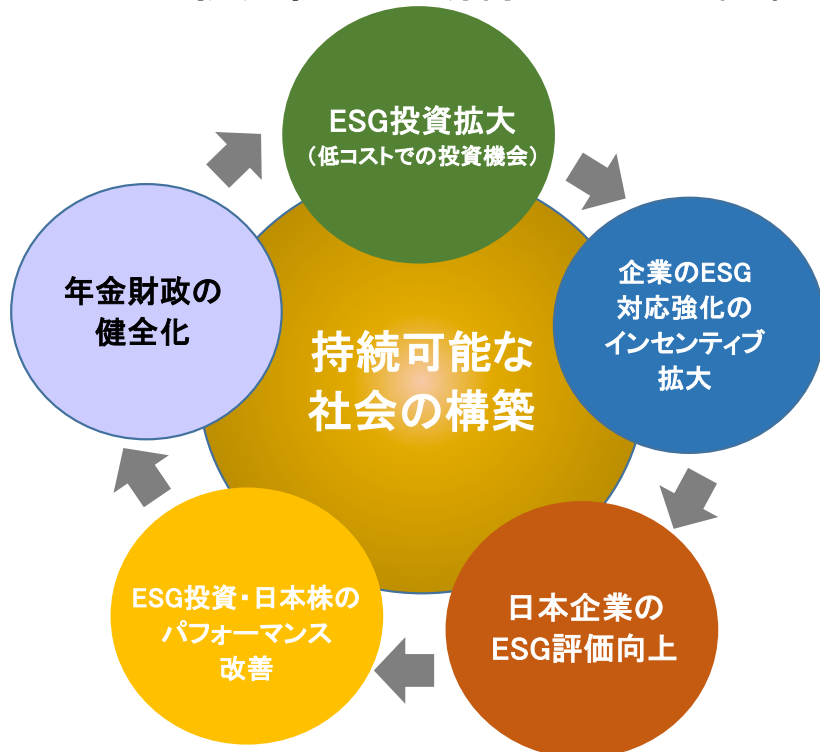 ESG投資拡大
（低コストでの投資機会）
企業のESG
対応強化の
インセンティブ
拡大
日本企業の
ESG評価向上
ESG投資・日本株の
パフォーマンス
改善
年金財政の
健全化
持続可能な
社会の構築